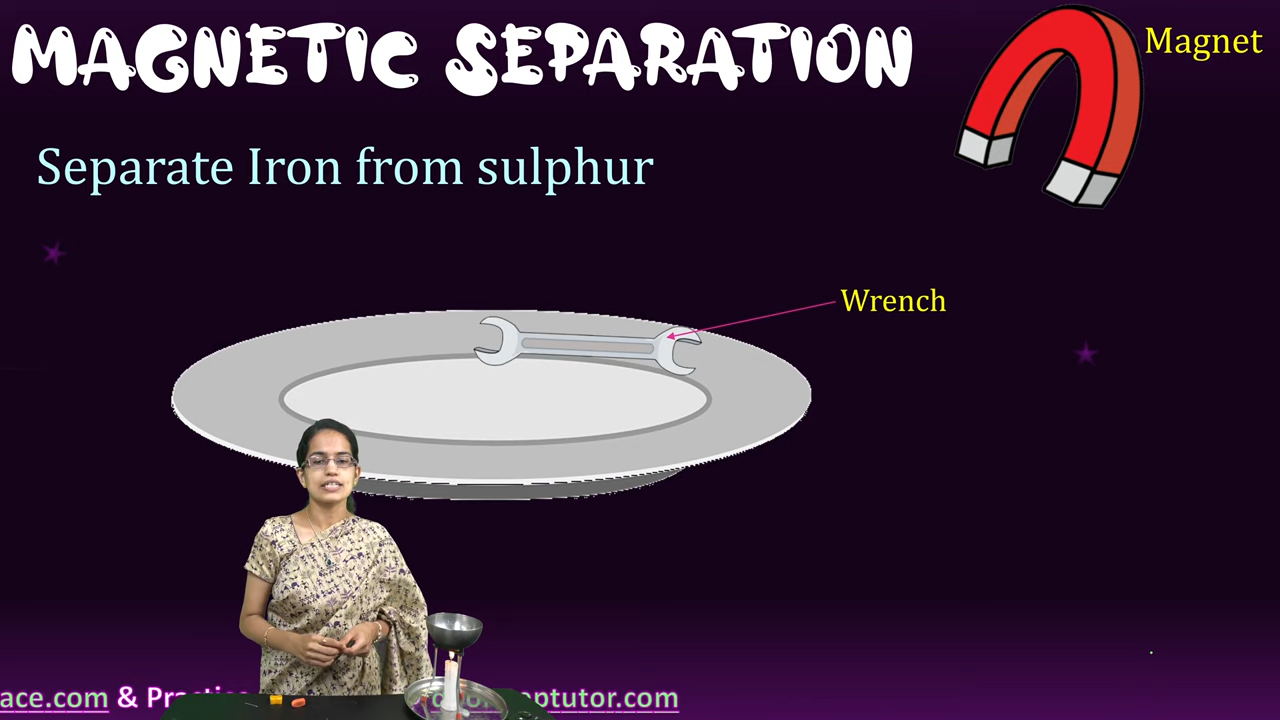 MAGNETIC SEPARATION
Magnet
Separate Iron from sulphur
Wrench
ace.com & Practice tutor.com